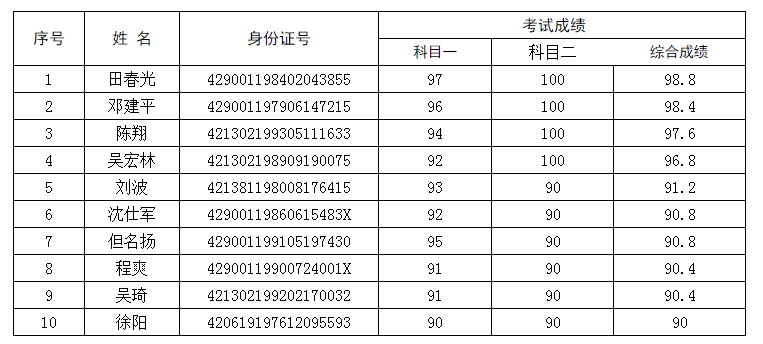 序号 姓 名 身份证号 考试成绩
科目一 科目二 综合成绩
1 田春光 429001198402043855 97 100 98.8
2 邓建平 429001197906147215 96 100 98.4
3 陈翔 421302199305111633 94 100 97.6
4 吴宏林 421302198909190075 92 100 96.8
5 刘波 421381198008176415 93 90 91.2
6 沈仕军 42900119860615483X 92 90 90.8
7 但名扬 429001199105197430 95 90 90.8
8 程爽 42900119900724001X 91 90 90.4
9 吴琦 421302199202170032 91 90 90.4
10 徐阳 420619197612095593 90 90 90